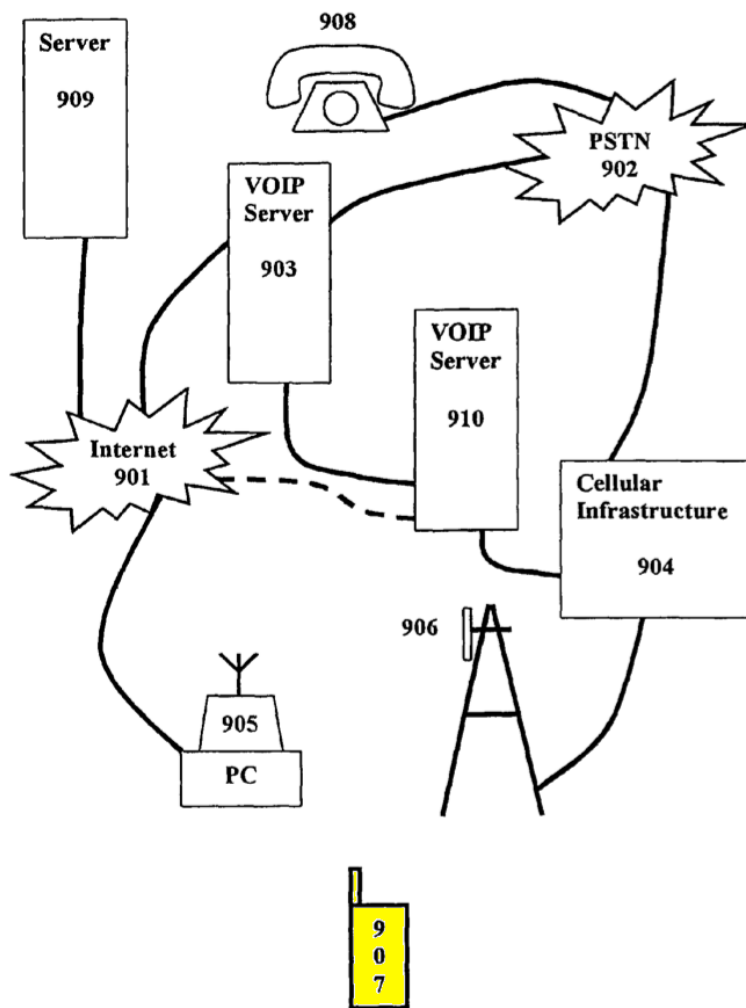 908
Server
909
PSTN
902
VOIP
Server
903
VOIP
Server
910
Internet
901
Cellular
Infrastructure
904
906
905
PC
9
0
7